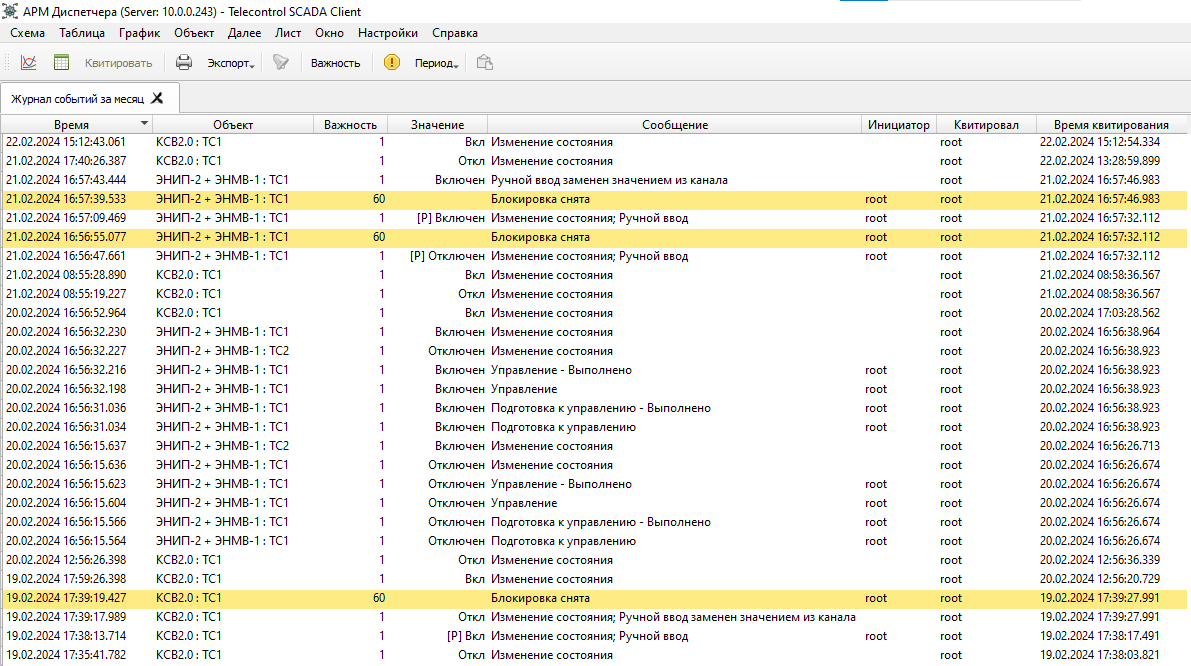 АРМ Диспетчера (Server: 10.0.0.243) - Telecontrol SCADA Client
Схема Таблица График Объект Далее Лист Окно Настройки Справка
Квитировать Экспорт Важность Период
Журнал событий за месяц
Время Объект Важность Значение Сообщение Инициатор Квитировал Время квитирования
22.02.2024 15:12:43.061 КСВ2.0 : ТС1 1 Вкл Изменение состояния root 22.02.2024 15:12:54.334
21.02.2024 17:40:26.387 КСВ2.0 : ТС1 1 Откл Изменение состояния root 22.02.2024 13:28:59.899
21.02.2024 16:57:43.444 ЭНИП-2 + ЭНМВ-1 : ТС1 1 Включен Ручной ввод заменен значением из канала root 21.02.2024 16:57:46.983
21.02.2024 16:57:39.533 ЭНИП-2 + ЭНМВ-1 : ТС1 60 Блокировка снята root root 21.02.2024 16:57:46.983
21.02.2024 16:57:09.469 ЭНИП-2 + ЭНМВ-1 : ТС1 1 [Р] Включен Изменение состояния; Ручной ввод root root 21.02.2024 16:57:32.112
21.02.2024 16:56:55.077 ЭНИП-2 + ЭНМВ-1 : ТС1 60 Блокировка снята root root 21.02.2024 16:57:32.112
21.02.2024 16:56:47.661 ЭНИП-2 + ЭНМВ-1 : ТС1 1 [Р] Отключен Изменение состояния; Ручной ввод root root 21.02.2024 16:57:32.112
21.02.2024 08:55:28.890 КСВ2.0 : ТС1 1 Вкл Изменение состояния root 21.02.2024 08:58:36.567
21.02.2024 08:55:19.227 КСВ2.0 : ТС1 1 Откл Изменение состояния root 21.02.2024 08:58:36.567
20.02.2024 16:56:52.964 КСВ2.0 : ТС1 1 Вкл Изменение состояния root 20.02.2024 17:03:28.562
20.02.2024 16:56:32.230 ЭНИП-2 + ЭНМВ-1 : ТС1 1 Включен Изменение состояния root 20.02.2024 16:56:38.964
20.02.2024 16:56:32.227 ЭНИП-2 + ЭНМВ-1 : ТС2 1 Отключен Изменение состояния root 20.02.2024 16:56:38.923
20.02.2024 16:56:32.216 ЭНИП-2 + ЭНМВ-1 : ТС1 1 Включен Управление - Выполнено root root 20.02.2024 16:56:38.923
20.02.2024 16:56:32.198 ЭНИП-2 + ЭНМВ-1 : ТС1 1 Включен Управление root root 20.02.2024 16:56:38.923
20.02.2024 16:56:31.036 ЭНИП-2 + ЭНМВ-1 : ТС1 1 Включен Подготовка к управлению - Выполнено root root 20.02.2024 16:56:38.923
20.02.2024 16:56:31.034 ЭНИП-2 + ЭНМВ-1 : ТС1 1 Включен Подготовка к управлению root root 20.02.2024 16:56:38.923
20.02.2024 16:56:15.637 ЭНИП-2 + ЭНМВ-1 : ТС2 1 Включен Изменение состояния root 20.02.2024 16:56:26.713
20.02.2024 16:56:15.636 ЭНИП-2 + ЭНМВ-1 : ТС1 1 Отключен Изменение состояния root 20.02.2024 16:56:26.674
20.02.2024 16:56:15.623 ЭНИП-2 + ЭНМВ-1 : ТС1 1 Отключен Управление - Выполнено root root 20.02.2024 16:56:26.674
20.02.2024 16:56:15.604 ЭНИП-2 + ЭНМВ-1 : ТС1 1 Отключен Управление root root 20.02.2024 16:56:26.674
20.02.2024 16:56:15.566 ЭНИП-2 + ЭНМВ-1 : ТС1 1 Отключен Подготовка к управлению - Выполнено root root 20.02.2024 16:56:26.674
20.02.2024 16:56:15.564 ЭНИП-2 + ЭНМВ-1 : ТС1 1 Отключен Подготовка к управлению root root 20.02.2024 16:56:26.674
20.02.2024 12:56:26.398 КСВ2.0 : ТС1 1 Откл Изменение состояния root 20.02.2024 12:56:36.339
19.02.2024 17:59:26.398 КСВ2.0 : ТС1 1 Вкл Изменение состояния root 20.02.2024 12:56:20.729
19.02.2024 17:39:19.427 КСВ2.0 : ТС1 60 Блокировка снята root root 19.02.2024 17:39:27.991
19.02.2024 17:39:17.989 КСВ2.0 : ТС1 1 Откл Изменение состояния; Ручной ввод заменен значением из канала root 19.02.2024 17:39:27.991
19.02.2024 17:38:13.714 КСВ2.0 : ТС1 1 [Р] Вкл Изменение состояния; Ручной ввод root root 19.02.2024 17:38:17.491
19.02.2024 17:35:41.782 КСВ2.0 : ТС1 1 Откл Изменение состояния root 19.02.2024 17:38:03.821